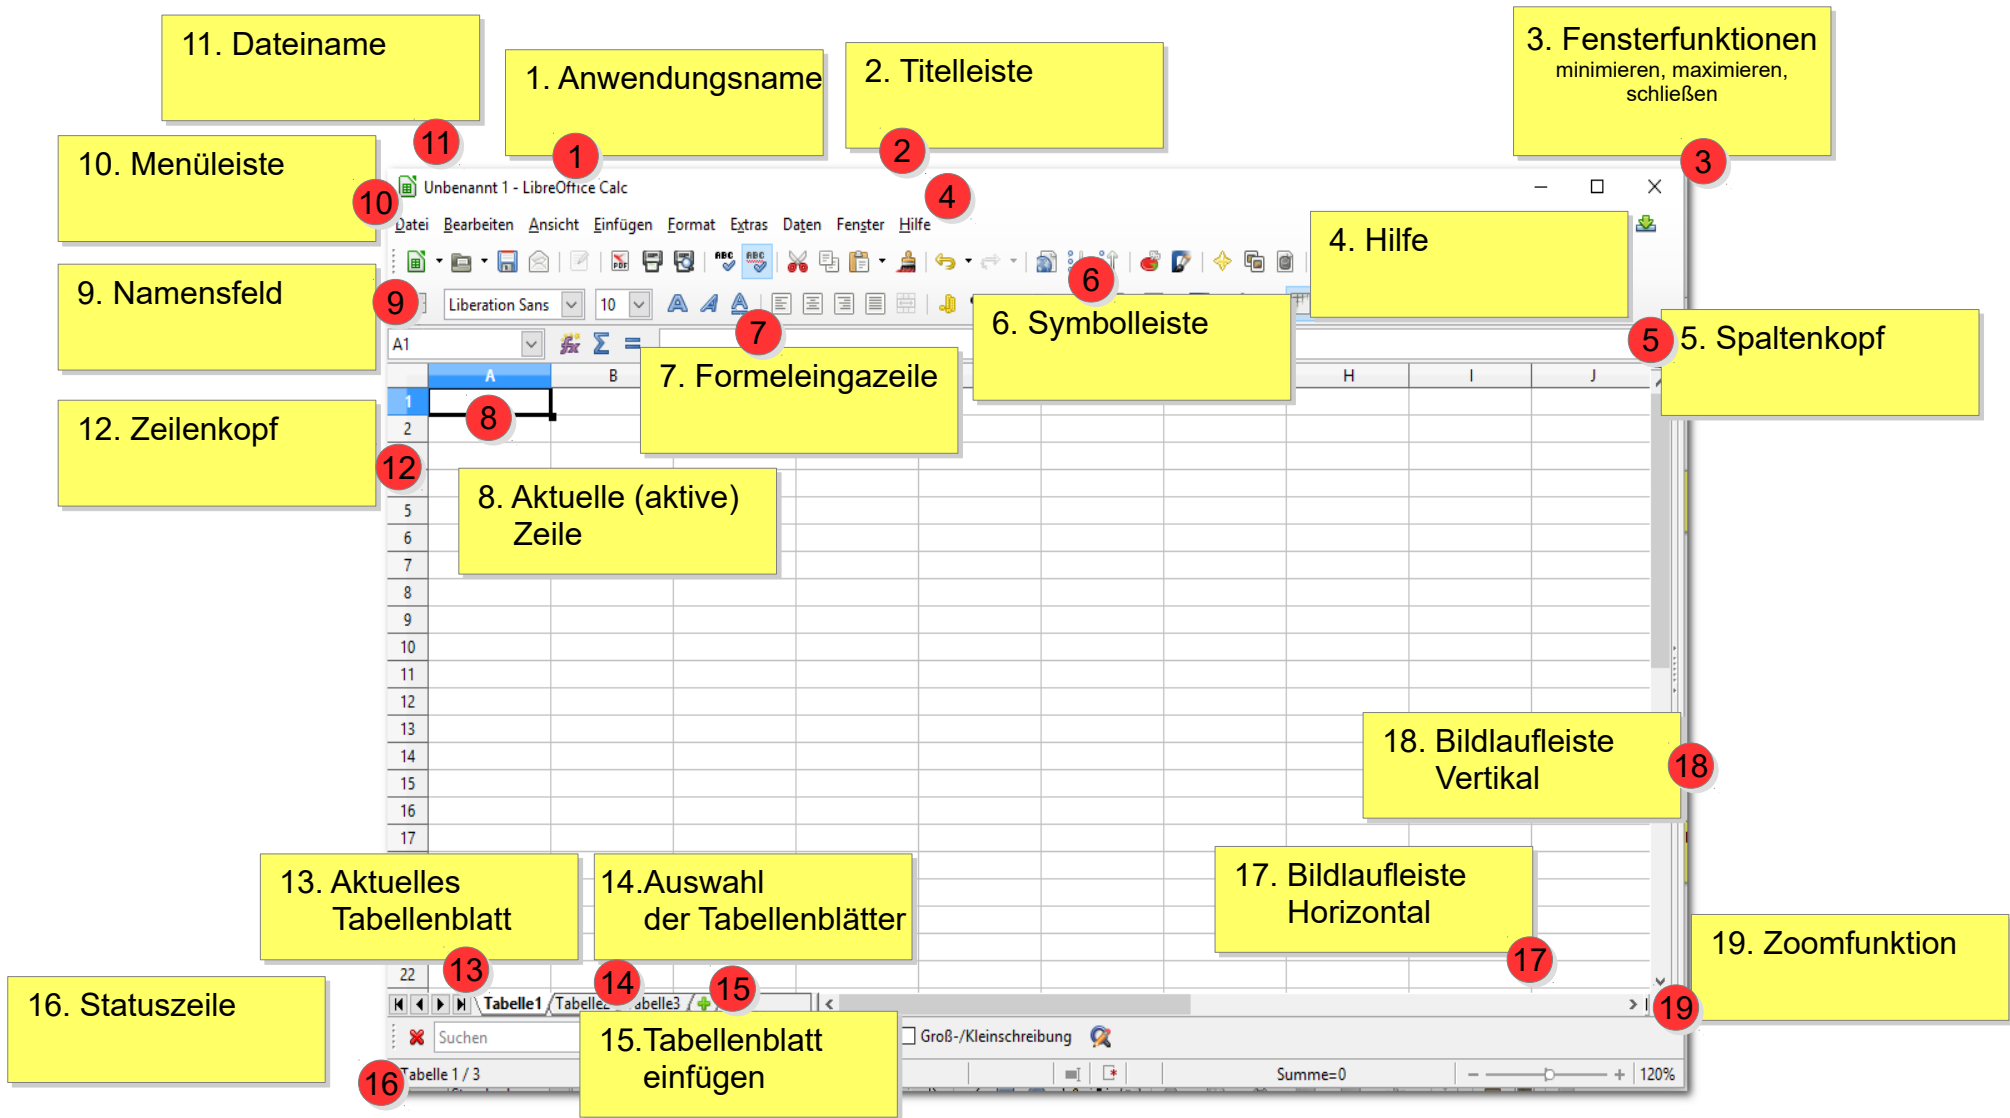 11. Dateiname
1. Anwendungsname
2. Titelleiste
3. Fensterfunktionen
minimieren, maximieren,
schließen
11
1
2
3
10. Menüleiste
10
4
Unbenannt 1 - LibreOffice Calc
Datei Bearbeiten Ansicht Einfügen Format Extras Daten Fenster Hilfe
4. Hilfe
PDF
ABC
ABC
9. Namensfeld
9
Liberation Sans
10
6
6. Symbolleiste
7
5
5. Spaltenkopf
A1
7. Formeleingazeile
A B H I J
1
8
2
12. Zeilenkopf
12
8. Aktuelle (aktive)
Zeile
5
6
7
8
9
10
11
12
13
14
15
16
17
18. Bildlaufleiste
Vertikal
18
13. Aktuelles
Tabellenblatt
14.Auswahl
der Tabellenblätter
17. Bildlaufleiste
Horizontal
17
19. Zoomfunktion
19
22
13
14
15
16. Statuszeile
Tabelle1 Tabelle2 Tabelle3
Suchen
15.Tabellenblatt
einfügen
Groß-/Kleinschreibung
16
Tabelle 1 / 3
Summe=0
120%